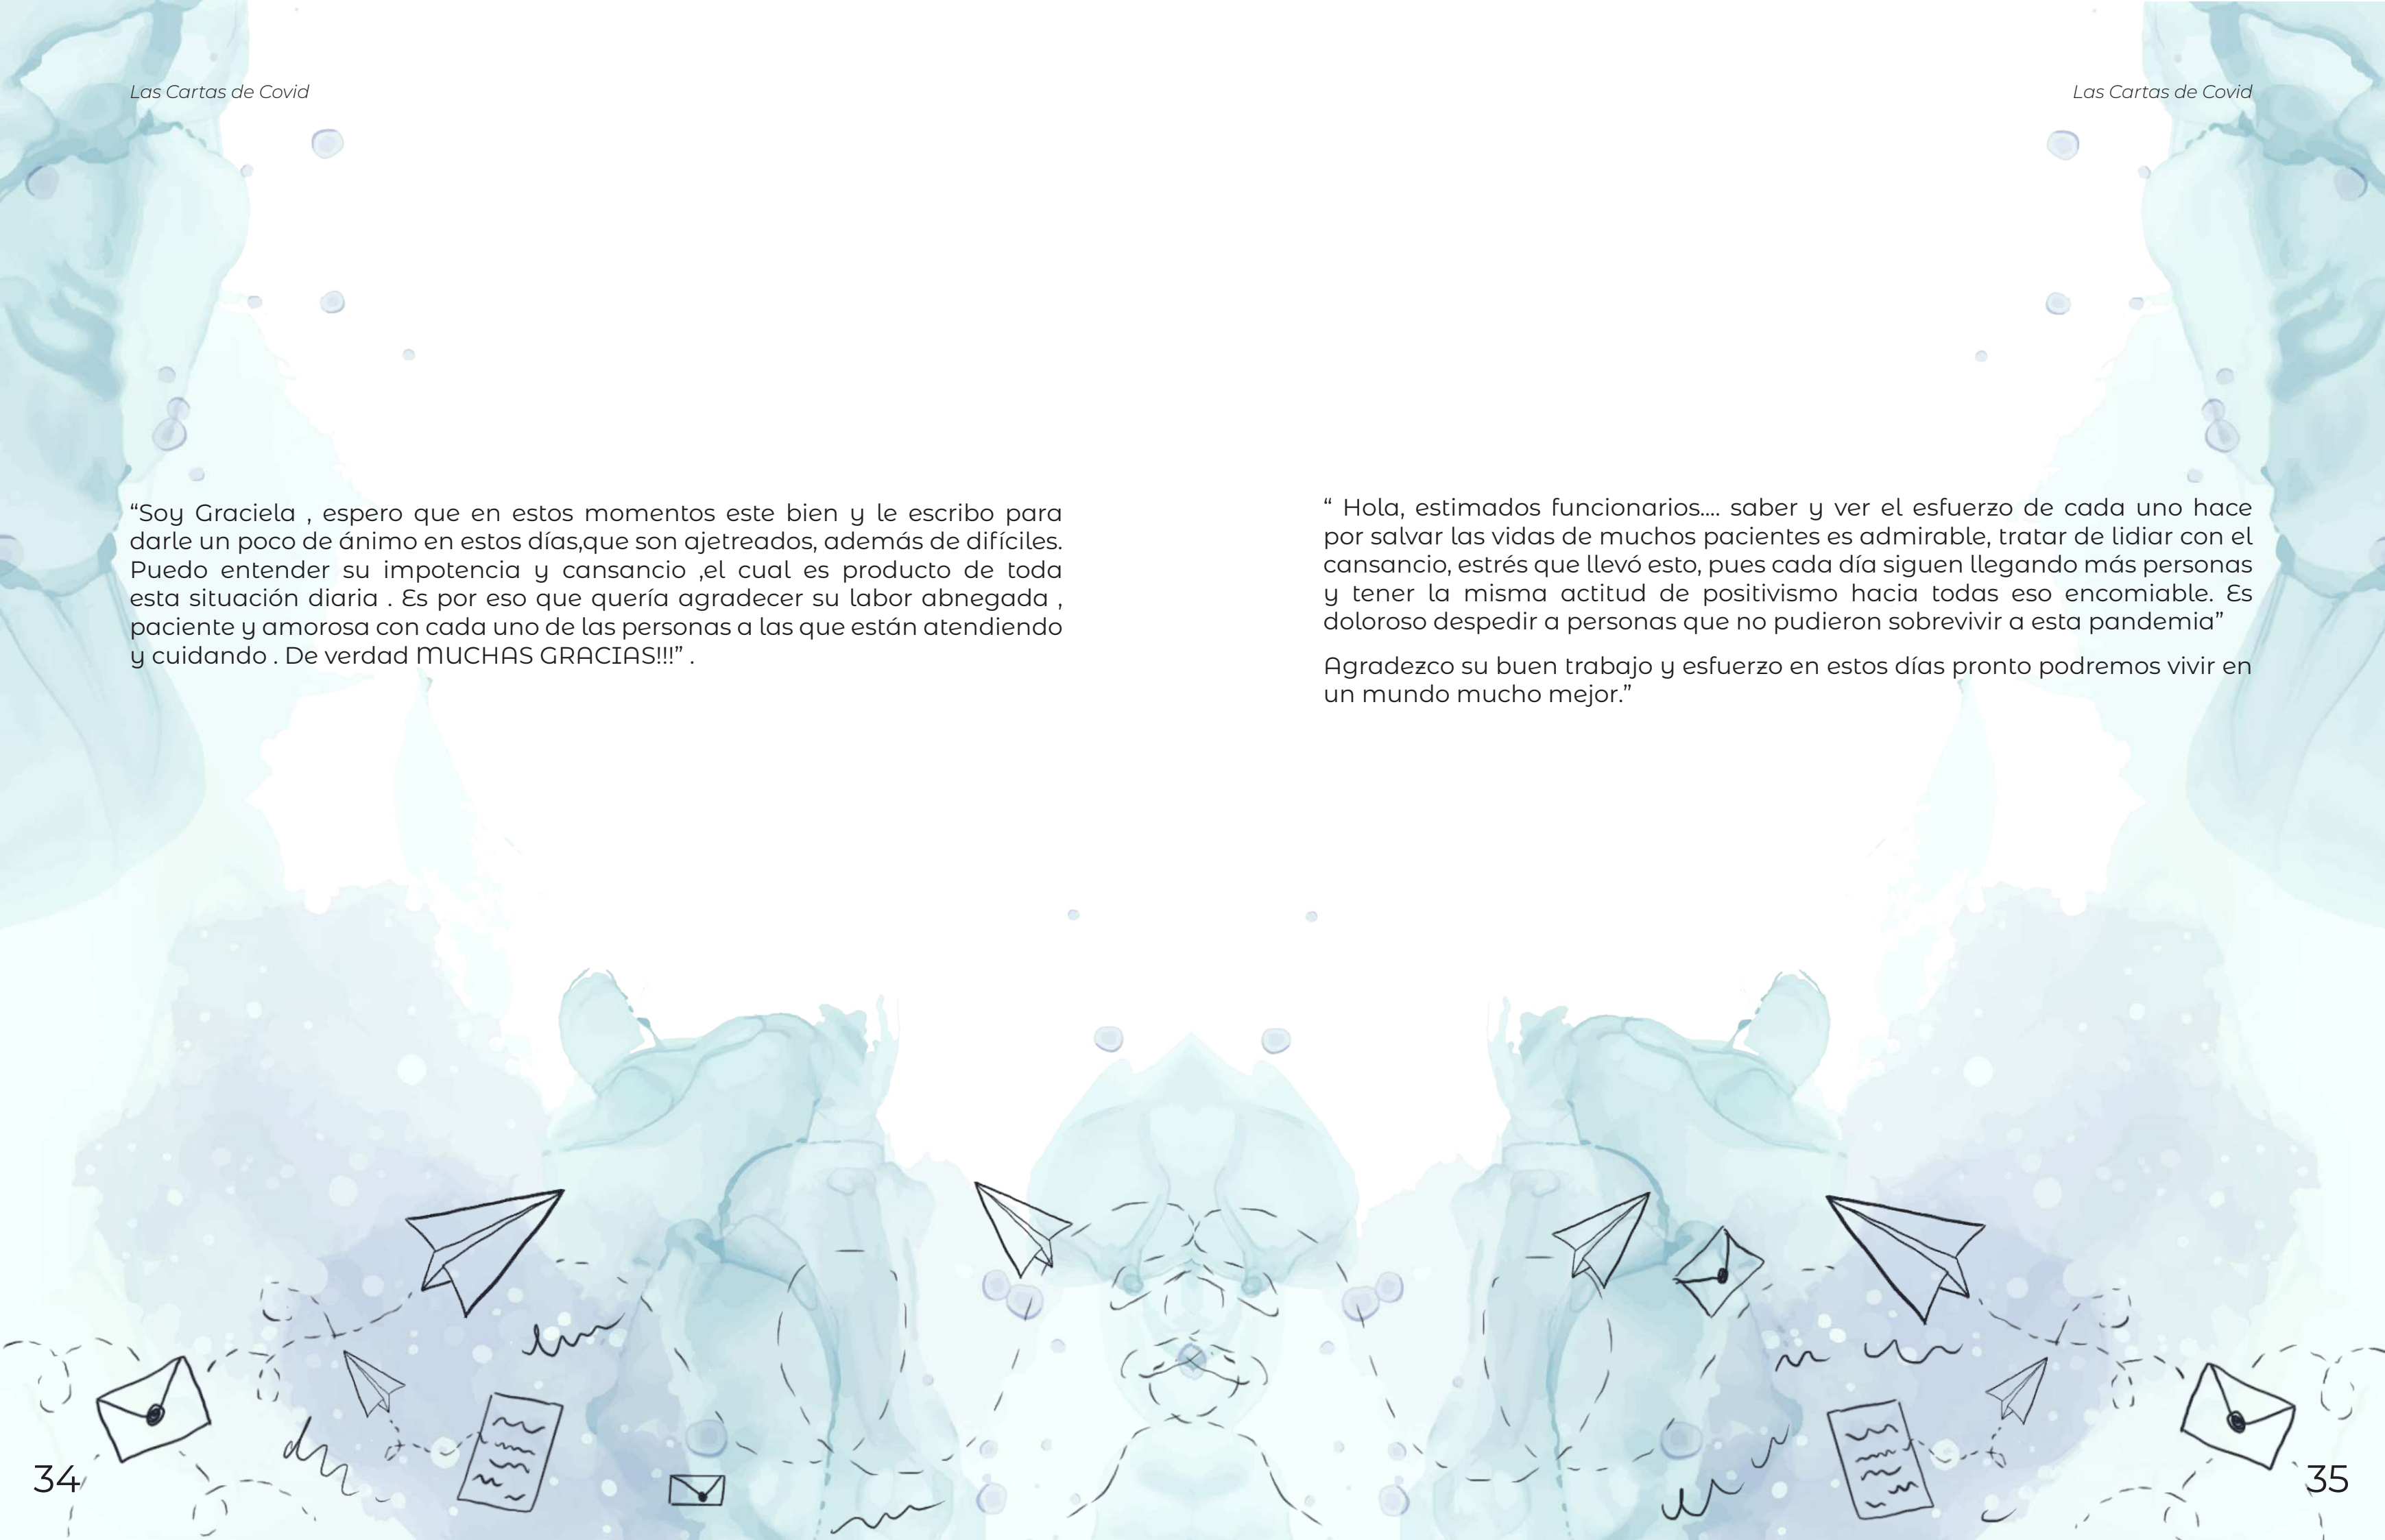 Las Cartas de Covid
“Soy Graciela , espero que en estos momentos este bien y le escribo para
darle un poco de ánimo en estos días,que son ajetreados, además de difíciles.
Puedo entender su impotencia y cansancio ,el cual es producto de toda
esta situación diaria . Es por eso que quería agradecer su labor abnegada ,
paciente y amorosa con cada uno de las personas a las que están atendiendo
y cuidando . De verdad MUCHAS GRACIAS!!!” .
34
Las Cartas de Covid
“ Hola, estimados funcionarios.... saber y ver el esfuerzo de cada uno hace
por salvar las vidas de muchos pacientes es admirable, tratar de lidiar con el
cansancio, estrés que llevó esto, pues cada día siguen llegando más personas
y tener la misma actitud de positivismo hacia todas eso encomiable. Es
doloroso despedir a personas que no pudieron sobrevivir a esta pandemia”
Agradezco su buen trabajo y esfuerzo en estos días pronto podremos vivir en
un mundo mucho mejor.”
35